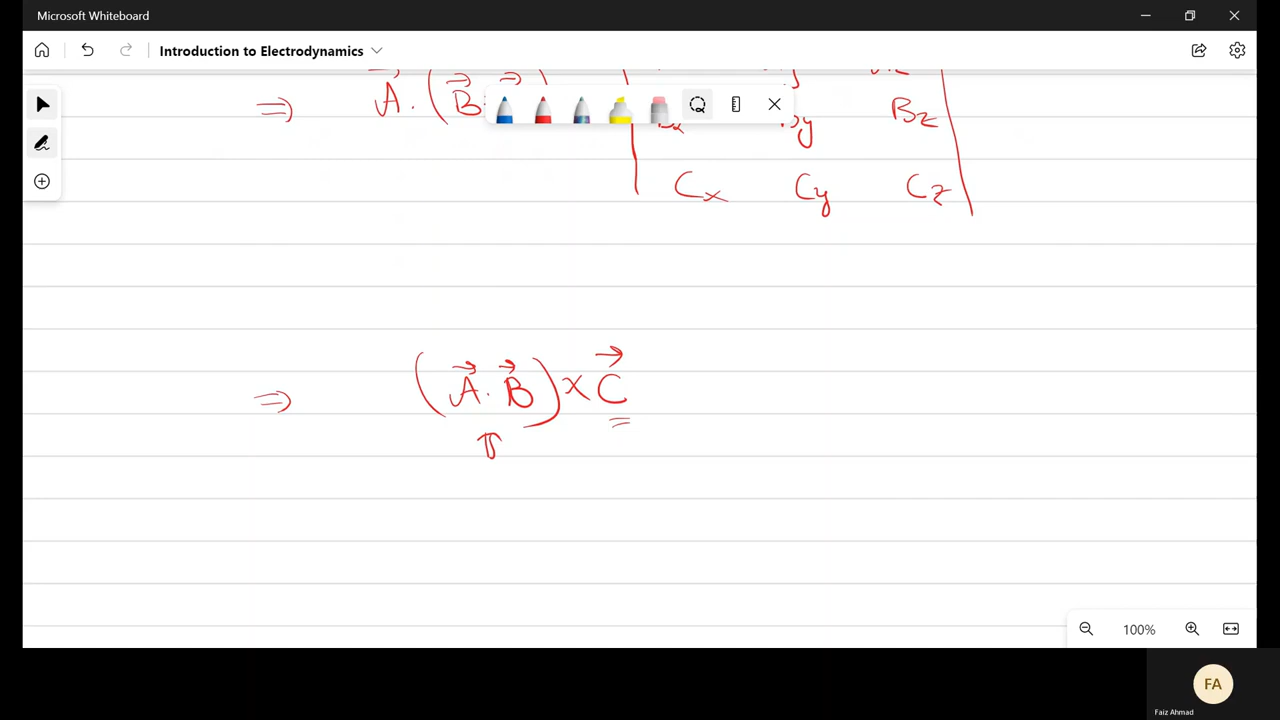 Microsoft Whiteboard
Introduction to Electrodynamics
⇒ A⃗ . ( B⃗
By Bz
Cx Cy Cz
⇒ ( A⃗ . B⃗ ) × C⃗
⇑
100%
FA
Faiz Ahmad